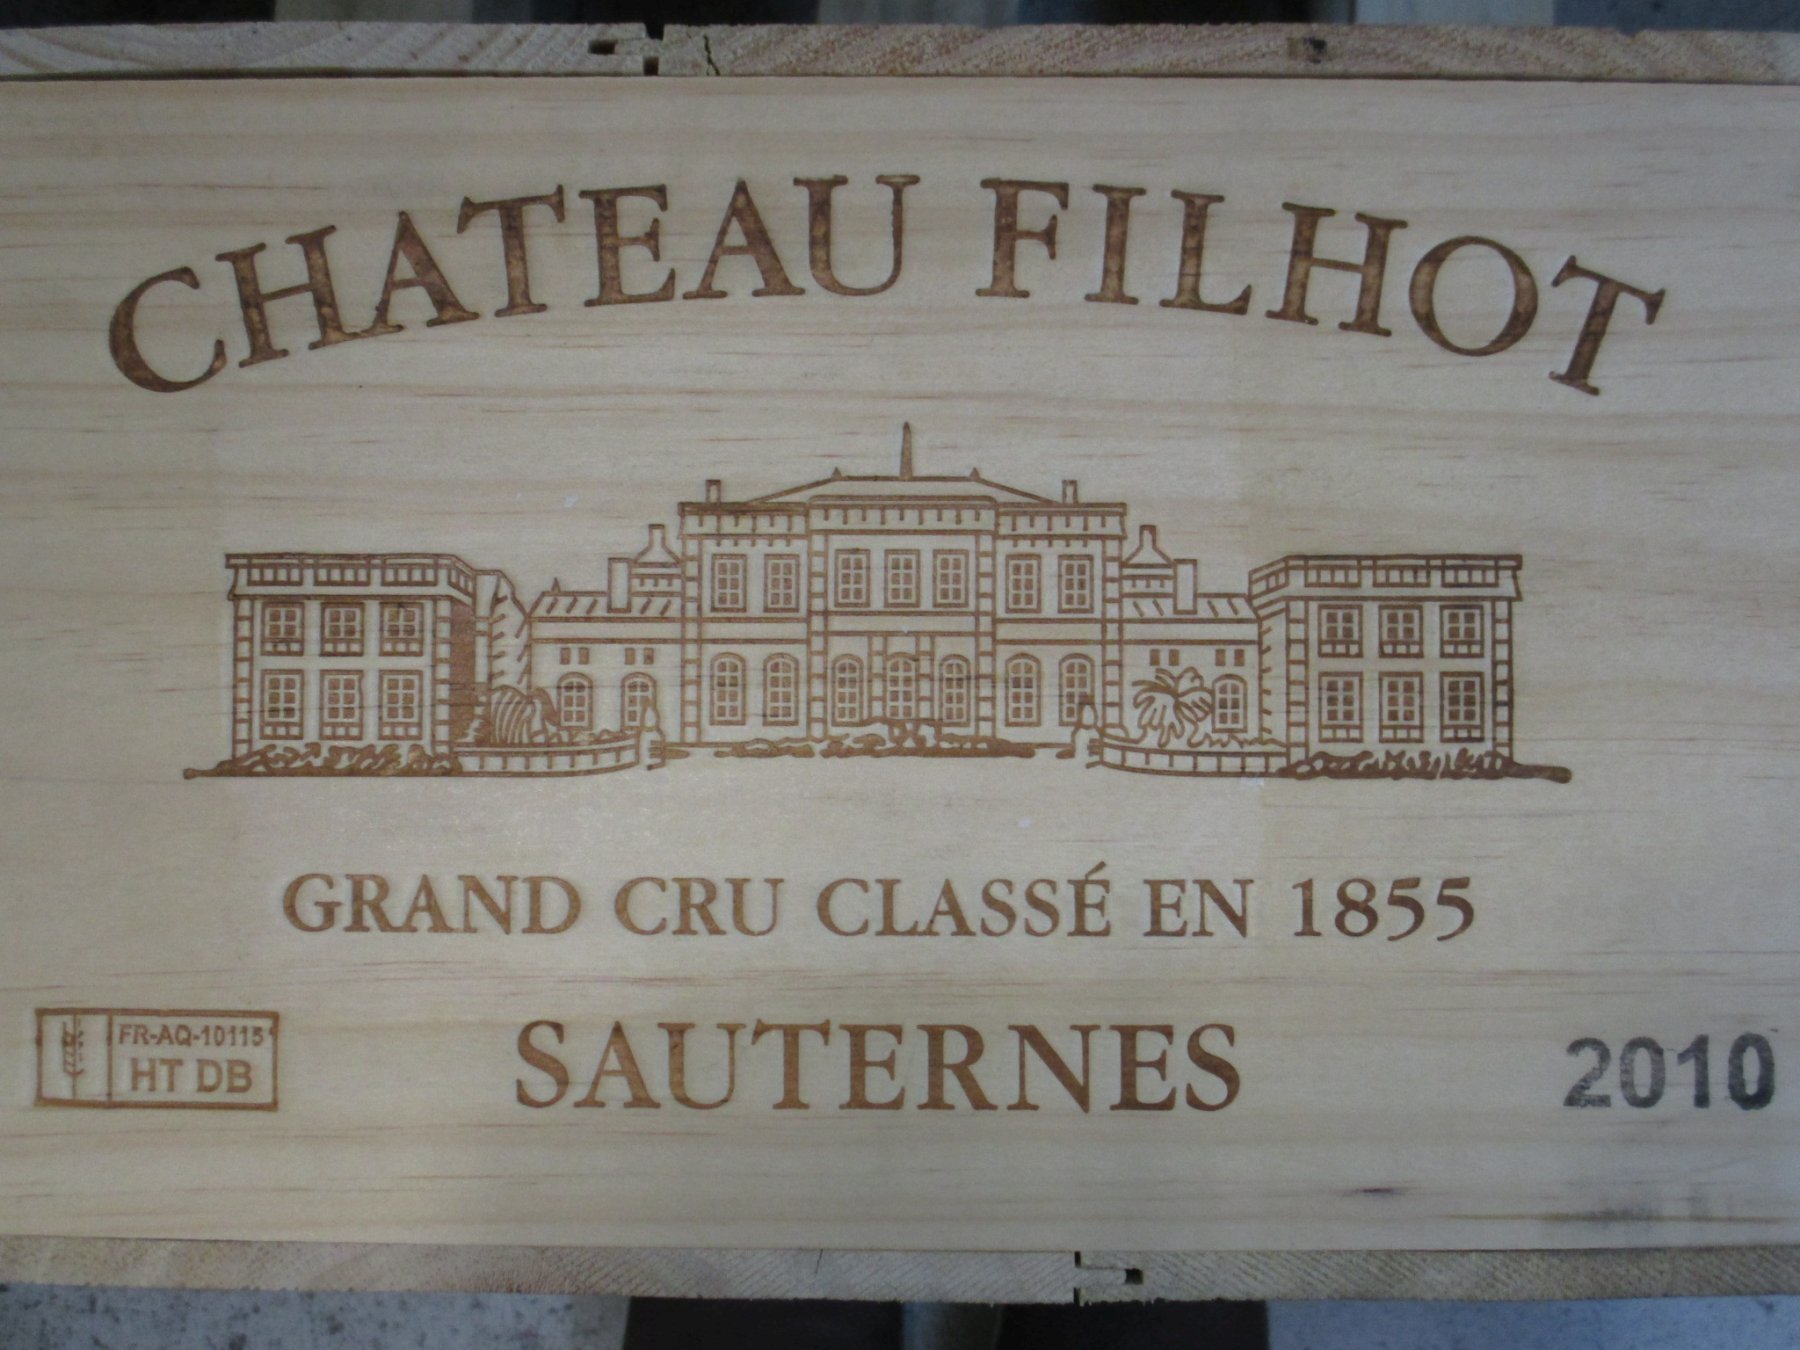 CHATEAU FILHOT
GRAND CRU CLASSÉ EN 1855
SAUTERNES
FR-AQ-10115
HT DB
2010